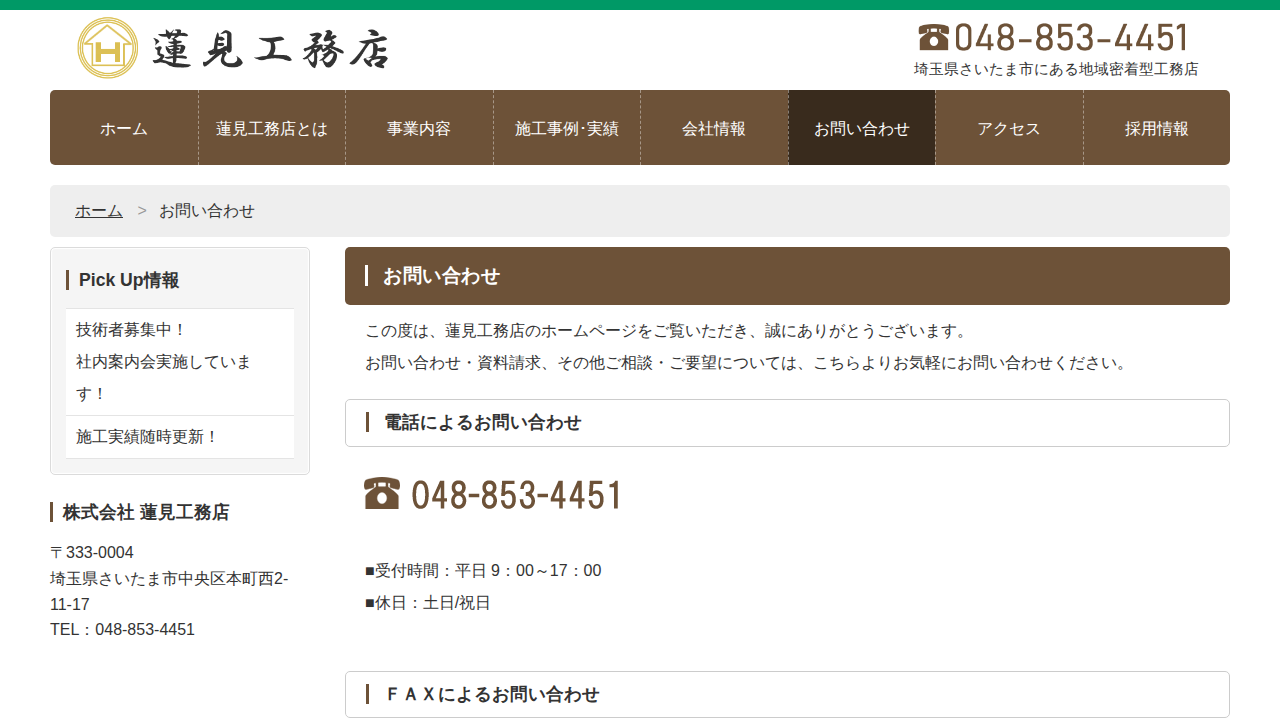 蓮見工務店
048-853-4451
埼玉県さいたま市にある地域密着型工務店
ホーム
蓮見工務店とは
事業内容
施工事例･実績
会社情報
お問い合わせ
アクセス
採用情報
ホーム > お問い合わせ
Pick Up情報
技術者募集中！
社内案内会実施していま
す！
施工実績随時更新！
株式会社 蓮見工務店
〒333-0004
埼玉県さいたま市中央区本町西2-
11-17
TEL：048-853-4451
お問い合わせ
この度は、蓮見工務店のホームページをご覧いただき、誠にありがとうございます。
お問い合わせ・資料請求、その他ご相談・ご要望については、こちらよりお気軽にお問い合わせください。
電話によるお問い合わせ
048-853-4451
■受付時間：平日 9：00～17：00
■休日：土日/祝日
ＦＡＸによるお問い合わせ